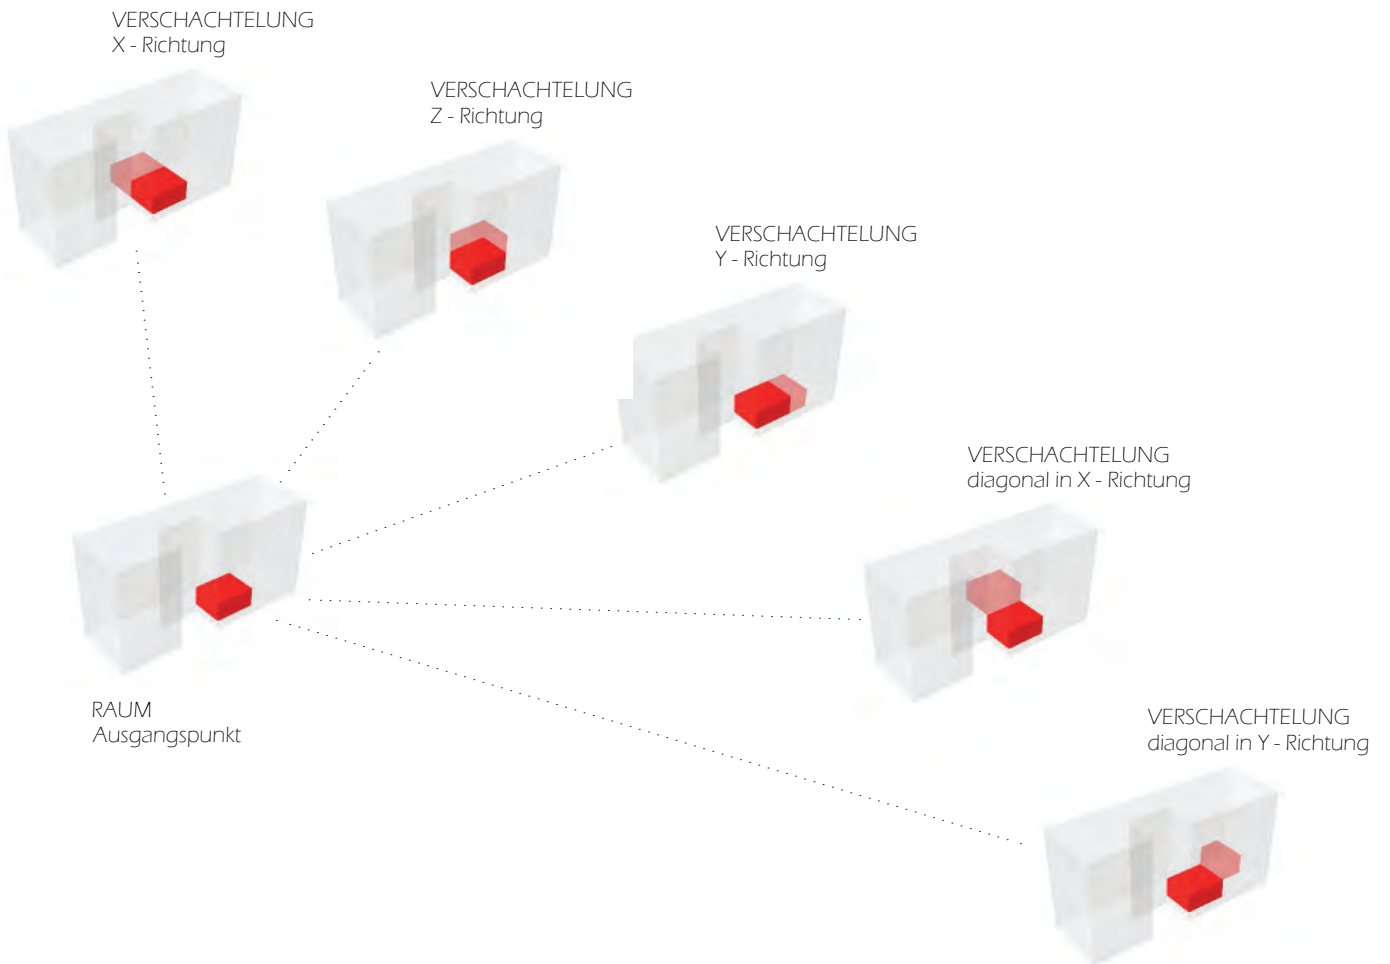 VERSCHACHTELUNG
X - Richtung
VERSCHACHTELUNG
Z - Richtung
VERSCHACHTELUNG
Y - Richtung
VERSCHACHTELUNG
diagonal in X - Richtung
RAUM
Ausgangspunkt
VERSCHACHTELUNG
diagonal in Y - Richtung